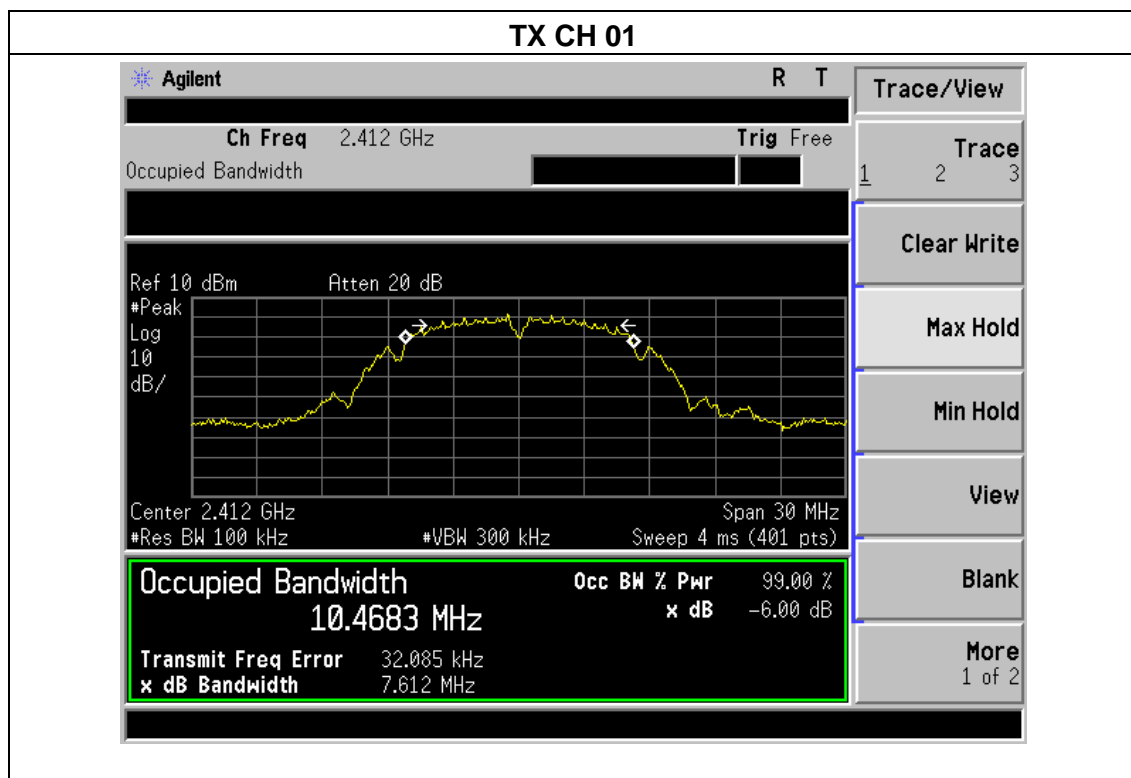 TX CH 01
Agilent
R T
Ch Freq 2.412 GHz
Trig Free
Occupied Bandwidth
Ref 10 dBm Atten 20 dB
#Peak
Log
10
dB/
Center 2.412 GHz Span 30 MHz
#Res BW 100 kHz #VBW 300 kHz Sweep 4 ms (401 pts)
Occupied Bandwidth
10.4683 MHz
Occ BW % Pwr 99.00 %
x dB -6.00 dB
Transmit Freq Error 32.085 kHz
x dB Bandwidth 7.612 MHz
Trace/View
Trace
1 2 3
Clear Write
Max Hold
Min Hold
View
Blank
More
1 of 2